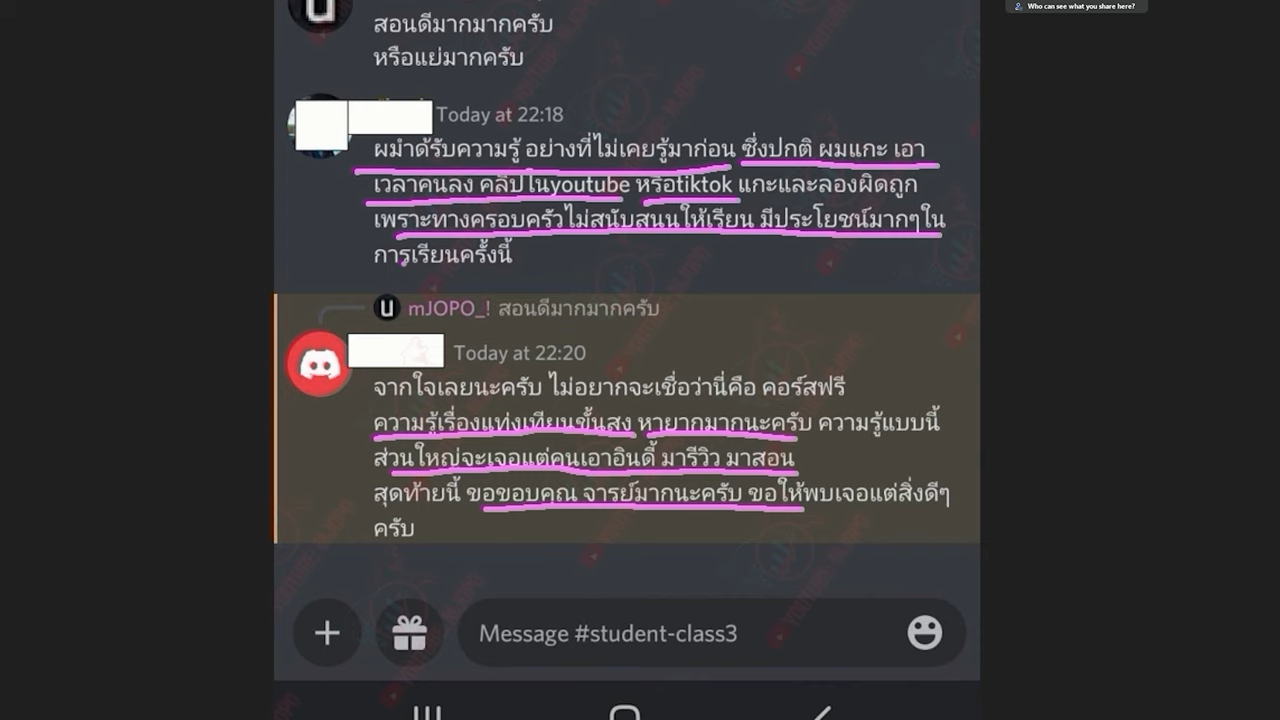 Who can see what you share here?
สอนดีมากมากครับ
หรือแย่มากครับ
Today at 22:18
ผมำด้รับความรู้ อย่างที่ไม่เคยรู้มาก่อน ซึ่งปกติ ผมแกะ เอา
เวลาคนลง คลิปในyoutube หรือtiktok แกะและลองผิดถูก
เพราะทางครอบครัวไม่สนับสนนให้เรียน มีประโยชน์มากๆใน
การเรียนครั้งนี้
mJOPO_! สอนดีมากมากครับ
Today at 22:20
จากใจเลยนะครับ ไม่อยากจะเชื่อว่านี่คือ คอร์สฟรี
ความรู้เรื่องแท่งเทียนขั้นสูง หายากมากนะครับ ความรู้แบบนี้
ส่วนใหญ่จะเจอแต่คนเอาอินดี้ มารีวิว มาสอน
สุดท้ายนี้ ขอขอบคุณ จารย์มากนะครับ ขอให้พบเจอแต่สิ่งดีๆ
ครับ
Message #student-class3